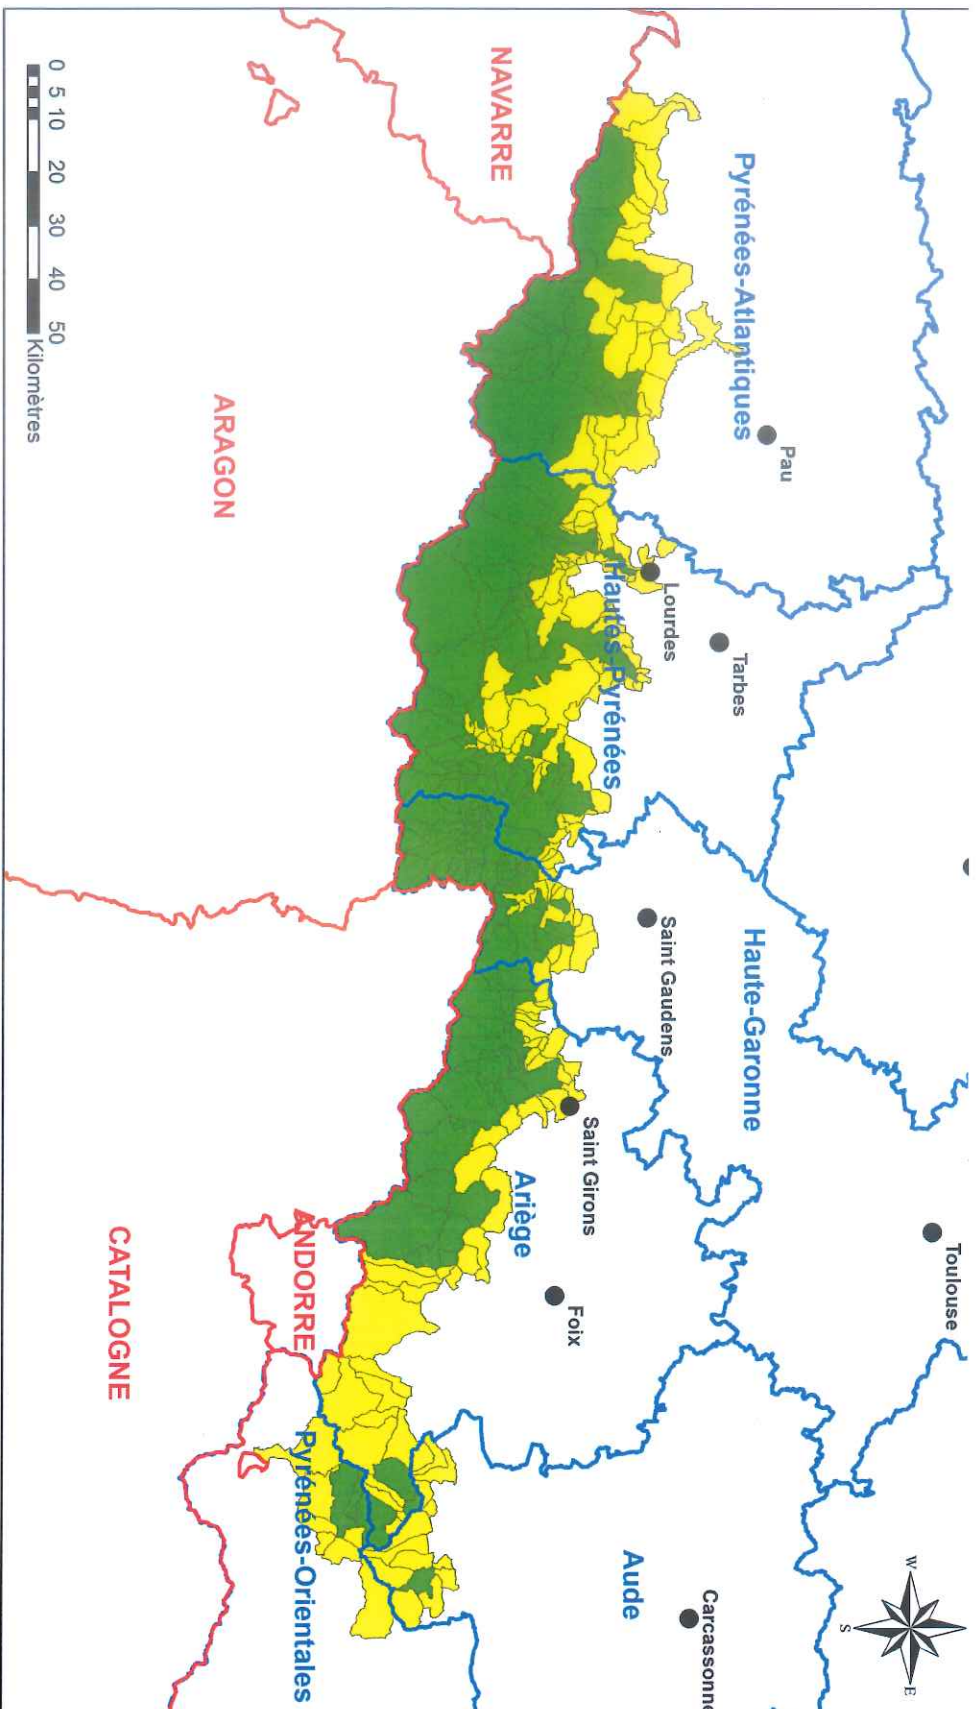 Toulouse
Carcassonne
Pau
Tarbes
Haute-Garonne
Pyrénées-Atlantiques
Lourdes
Saint Gaudens
Aude
Hautes-Pyrénées
Saint Girons
Foix
Ariège
NAVARRE
ANDORRE
Pyrénées-Orientales
ARAGON
CATALOGNE
W
E
S
0 5 10 20 30 40 50
Kilomètres